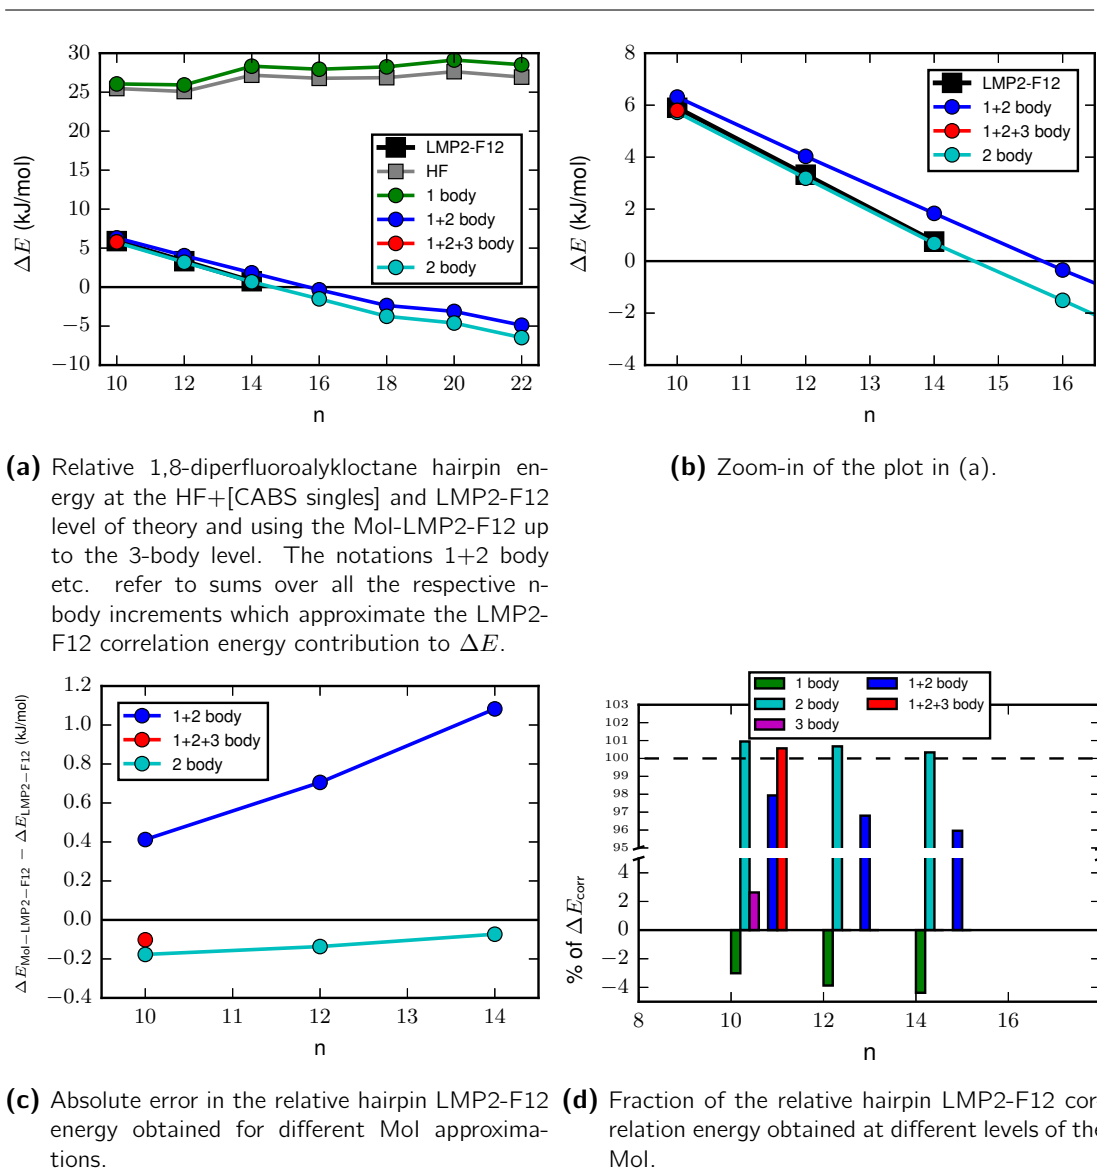 30
25
20
15
10
5
0
−5
−10
ΔE (kJ/mol)
LMP2-F12
HF
1 body
1+2 body
1+2+3 body
2 body
10 12 14 16 18 20 22
n
8
6
4
2
0
−2
−4
ΔE (kJ/mol)
LMP2-F12
1+2 body
1+2+3 body
2 body
10 11 12 13 14 15 16
n
(a) Relative 1,8-diperfluoroalykloctane hairpin en-
ergy at the HF+[CABS singles] and LMP2-F12
level of theory and using the Mol-LMP2-F12 up
to the 3-body level. The notations 1+2 body
etc. refer to sums over all the respective n-
body increments which approximate the LMP2-
F12 correlation energy contribution to ΔE.
(b) Zoom-in of the plot in (a).
1.2
1.0
0.8
0.6
0.4
0.2
0.0
−0.2
−0.4
ΔE_Mol−LMP2−F12 − ΔE_LMP2−F12 (kJ/mol)
1+2 body
1+2+3 body
2 body
10 11 12 13 14
n
1 body
2 body
3 body
1+2 body
1+2+3 body
103
102
101
100
99
98
97
96
95
4
2
0
−2
−4
% of ΔE_corr
8 10 12 14 16
n
(c) Absolute error in the relative hairpin LMP2-F12
energy obtained for different Mol approxima-
tions.
(d) Fraction of the relative hairpin LMP2-F12 cor-
relation energy obtained at different levels of the
Mol.